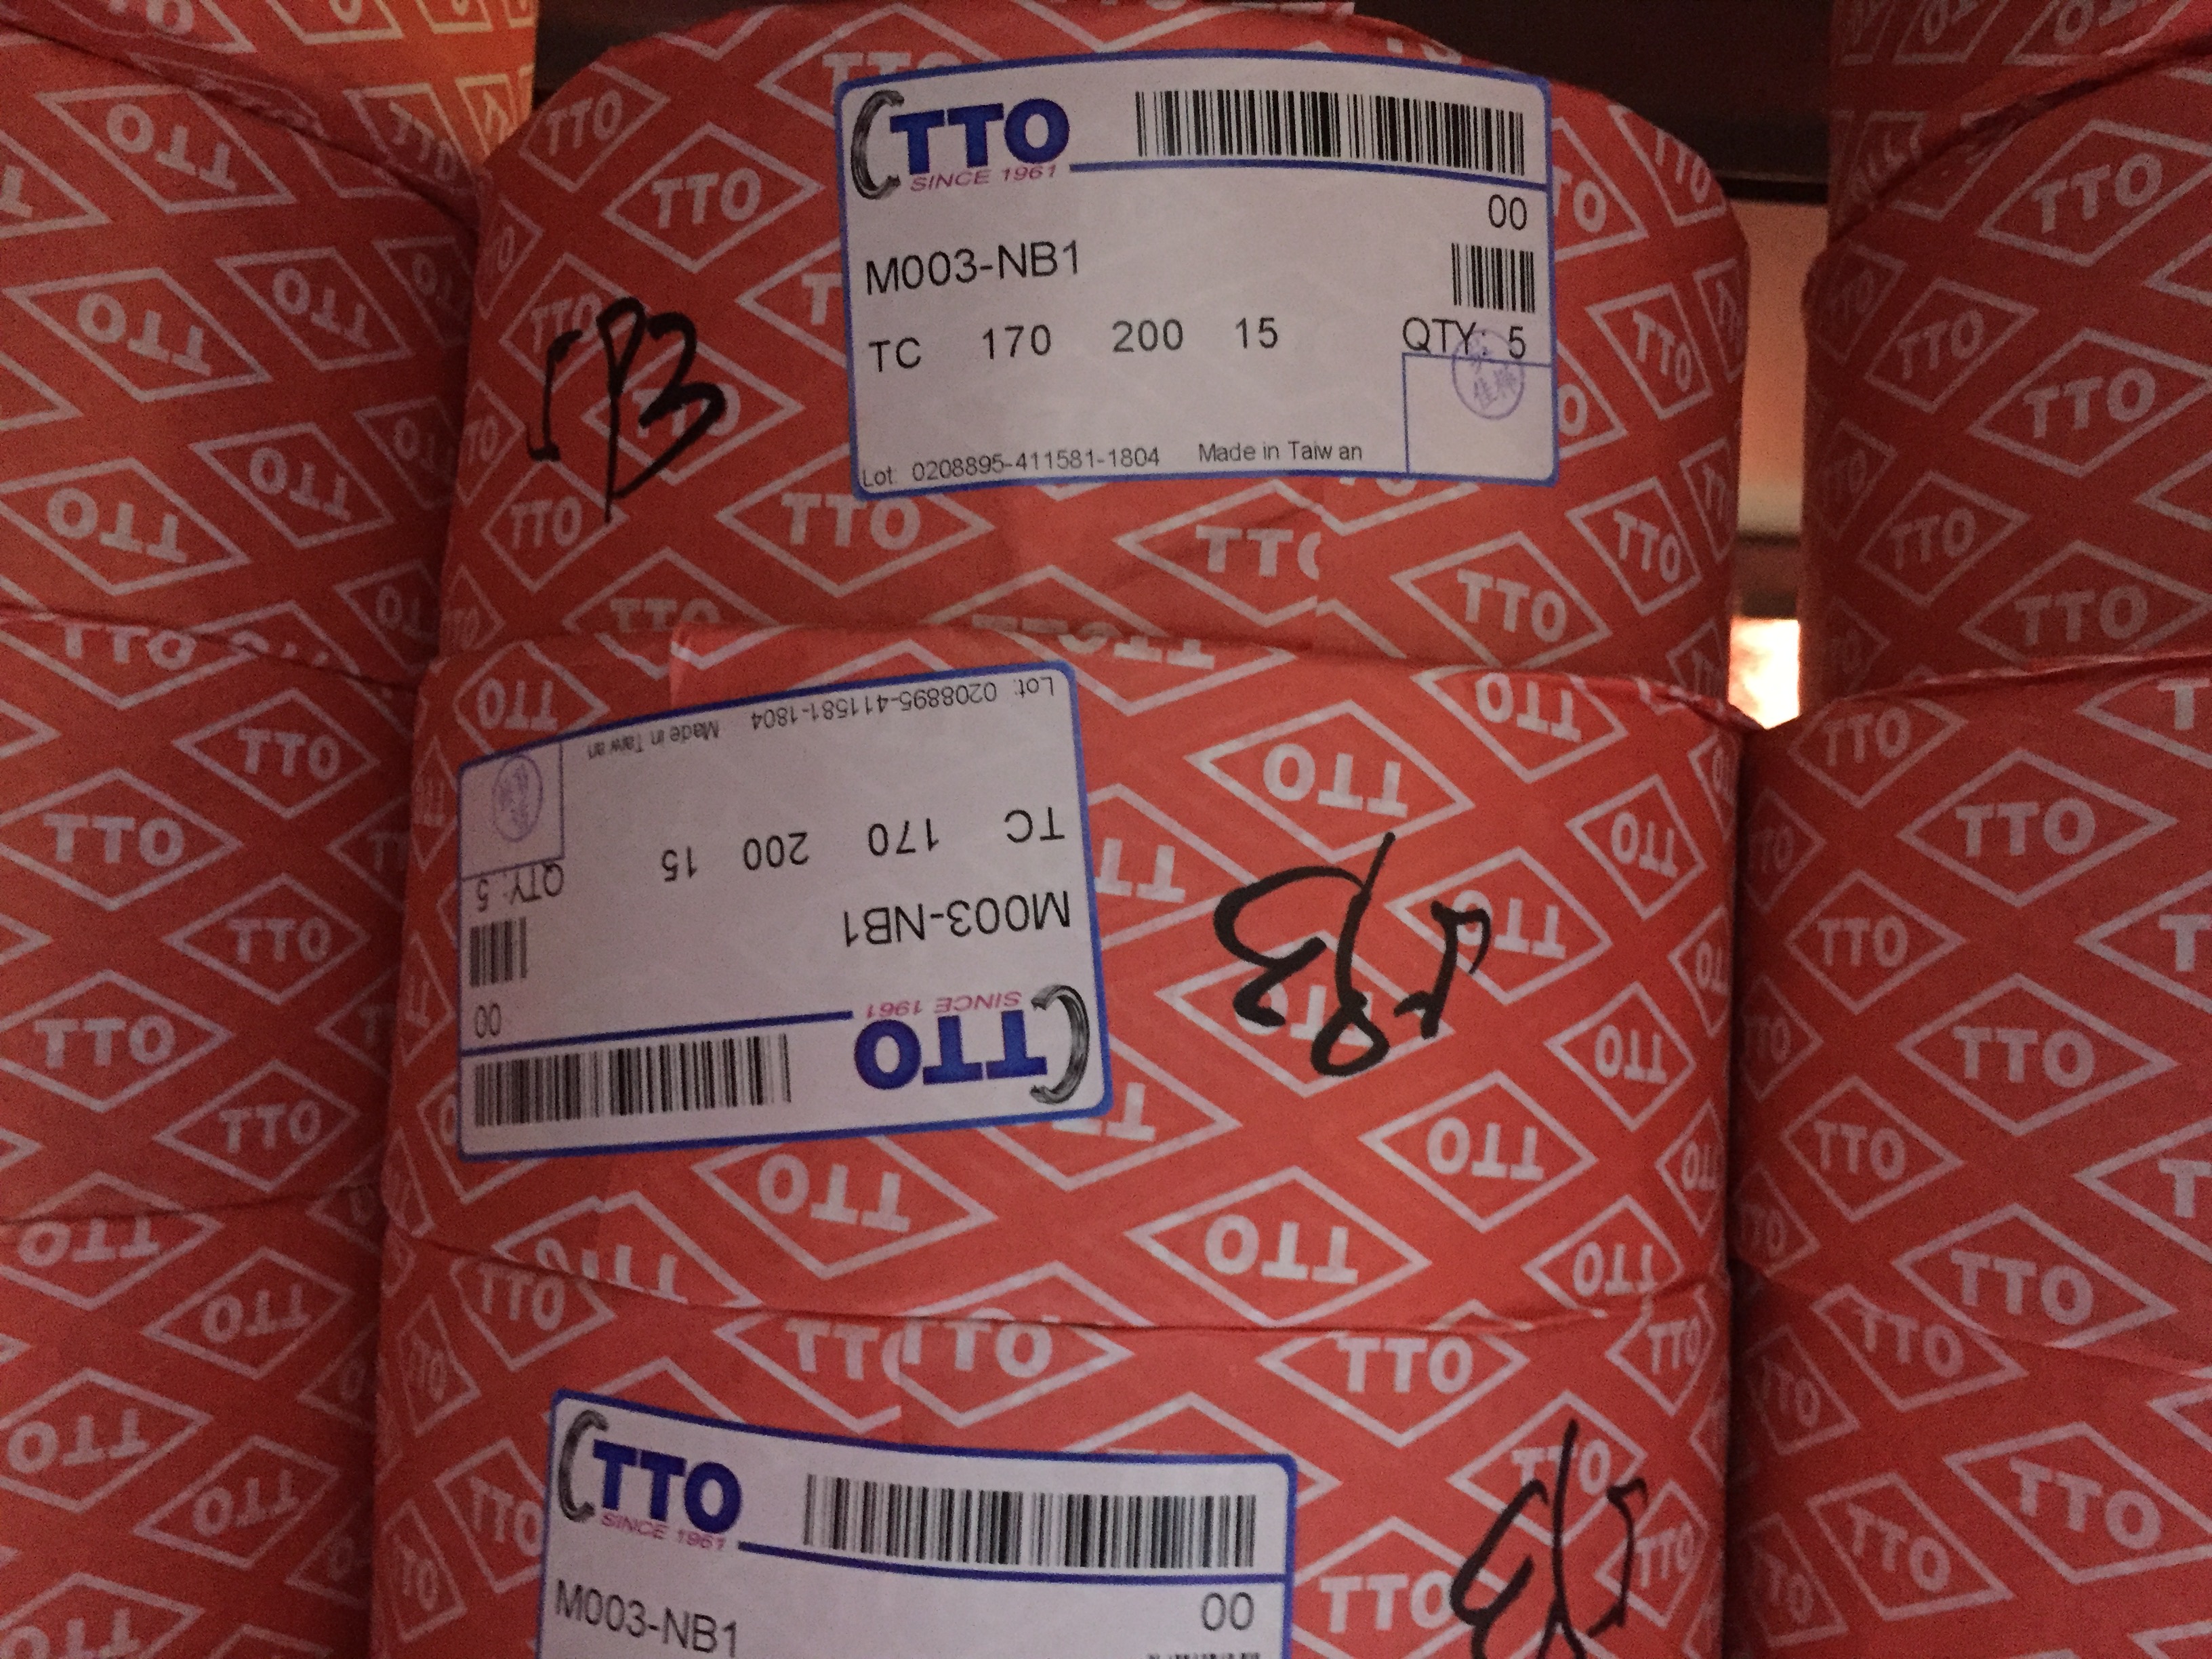 TTO
SINCE 1961
00
M003-NB1
TC 170 200 15
QTY: 5
Lot: 0208895-411581-1804 Made in Taiw an
TTO
SINCE 1961
00
M003-NB1
TC 170 200 15
QTY: 5
Lot: 0208895-411581-1804 Made in Taiw an
TTO
SINCE 1961
00
M003-NB1